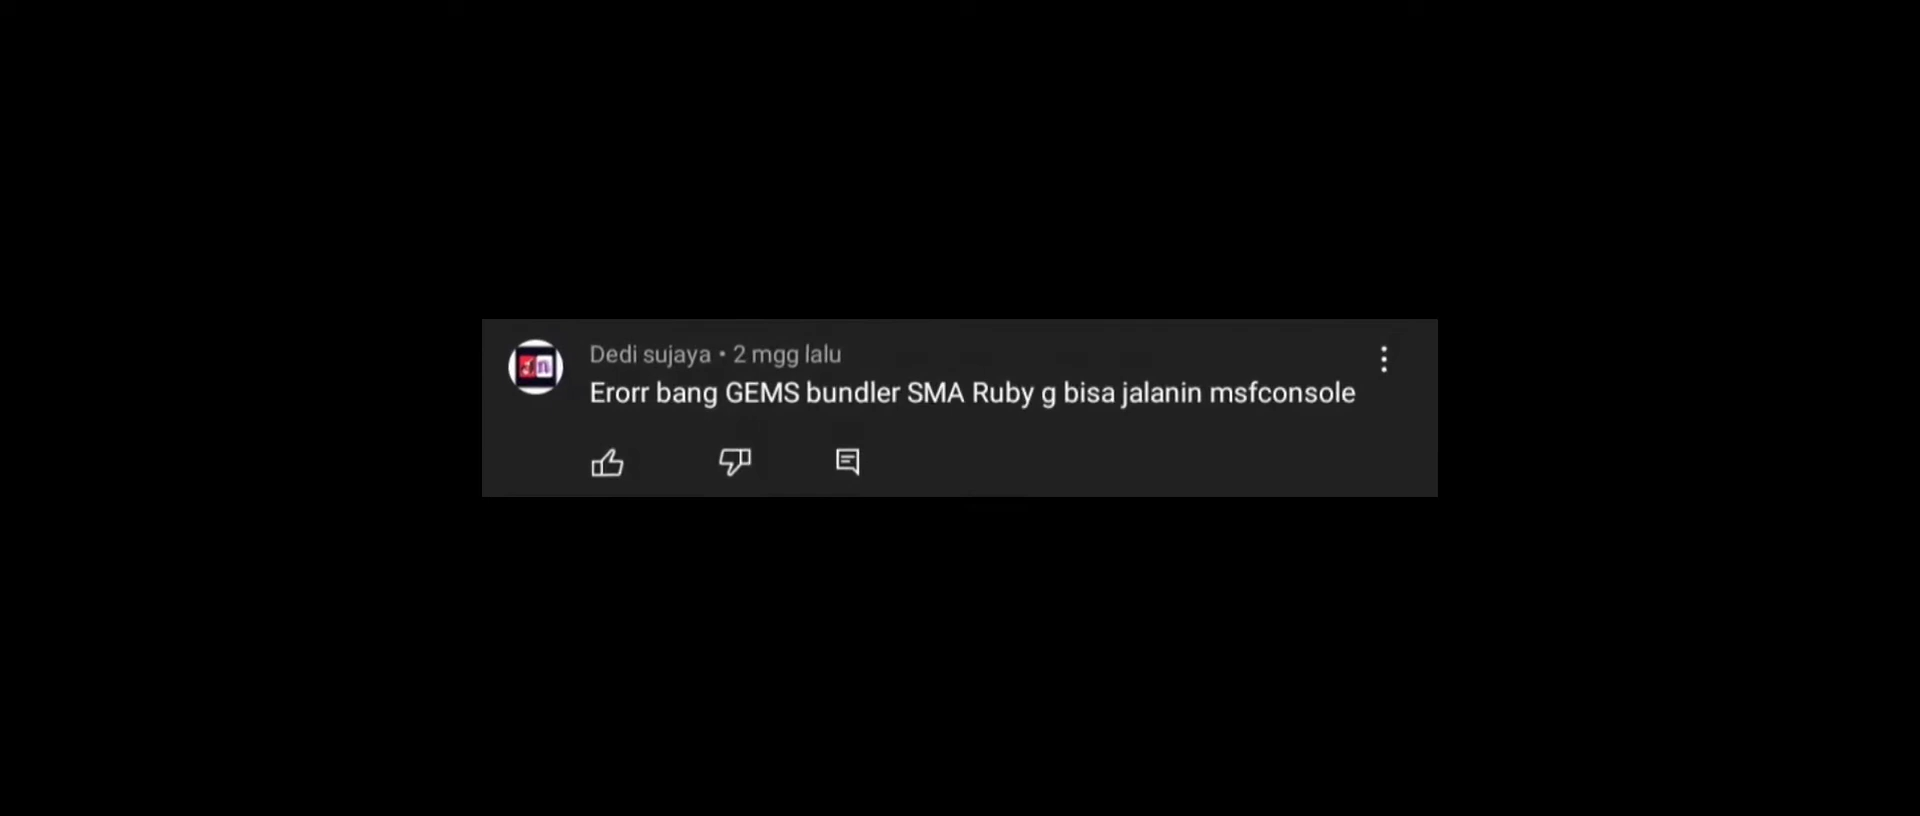 Dedi sujaya • 2 mgg lalu
Erorr bang GEMS bundler SMA Ruby g bisa jalanin msfconsole